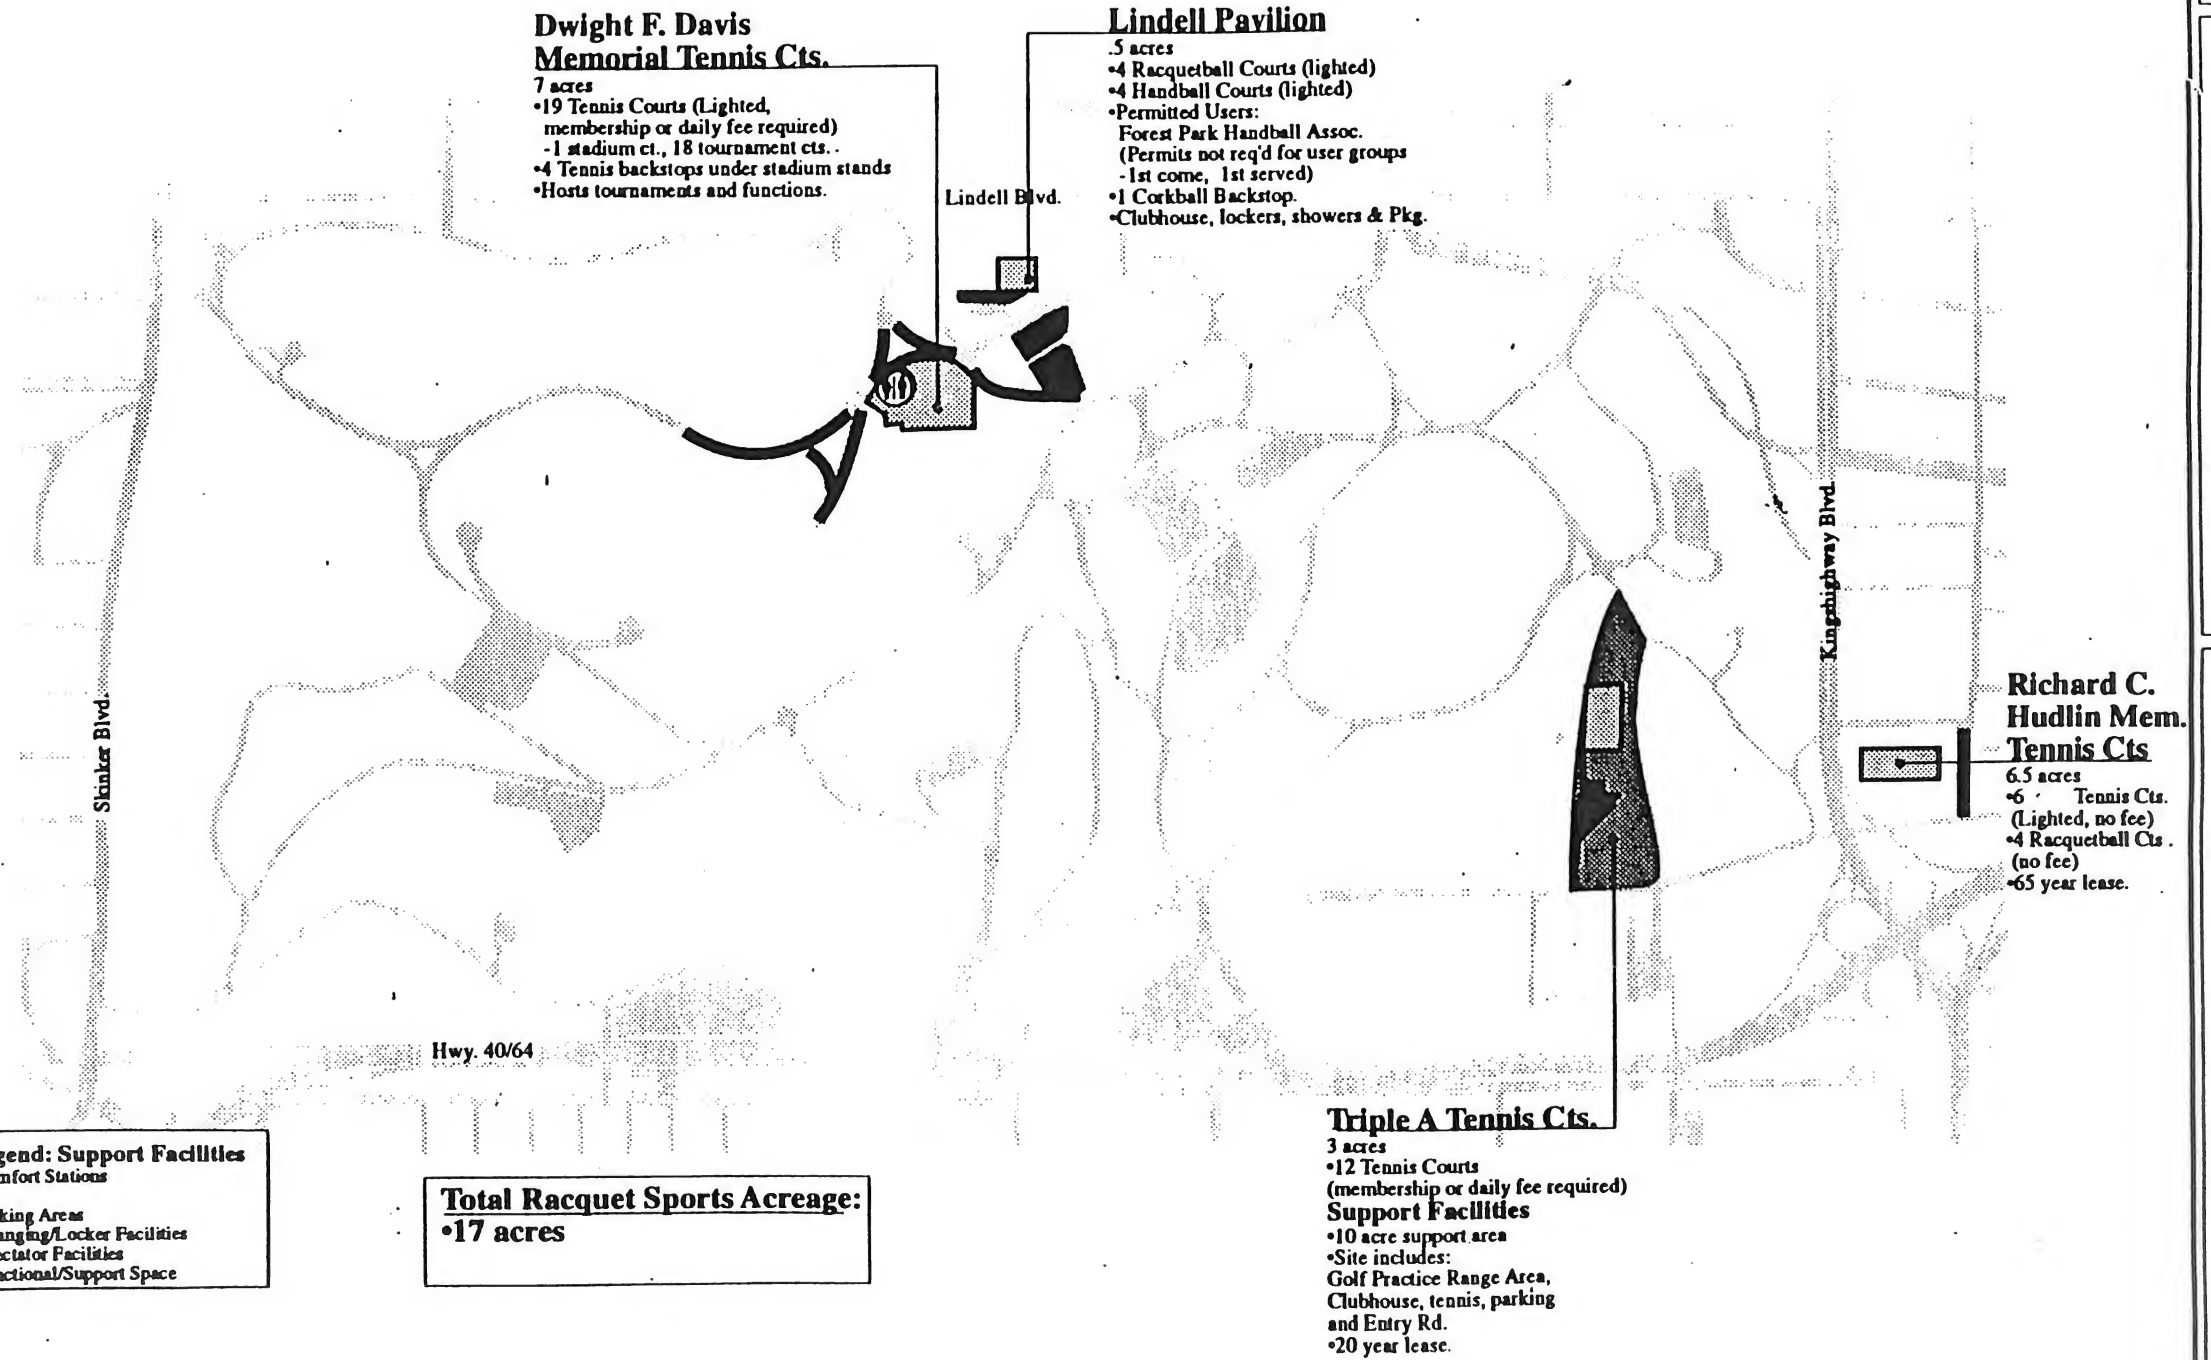 Dwight F. Davis
Memorial Tennis Cts.
7 acres
•19 Tennis Courts (Lighted,
membership or daily fee required)
-1 stadium ct., 18 tournament cts. -
•4 Tennis backstops under stadium stands
•Hosts tournaments and functions.
Lindell Pavilion
.5 acres
•4 Racquetball Courts (lighted)
•4 Handball Courts (lighted)
•Permitted Users:
Forest Park Handball Assoc.
(Permits not req'd for user groups
-1st come, 1st served)
•1 Corkball Backstop.
•Clubhouse, lockers, showers & Pkg.
Lindell Blvd.
Kingshighway Blvd.
Skinker Blvd.
Richard C.
Hudlin Mem.
Tennis Cts
6.5 acres
•6 Tennis Cts.
(Lighted, no fee)
•4 Racquetball Cts .
(no fee)
•65 year lease.
Hwy. 40/64
Triple A Tennis Cts.
3 acres
•12 Tennis Courts
(membership or daily fee required)
Support Facilities
•10 acre support area
•Site includes:
Golf Practice Range Area,
Clubhouse, tennis, parking
and Entry Rd.
•20 year lease.
gend: Support Facilities
mfort Stations
king Areas
anging/Locker Facilities
ectator Facilities
nctional/Support Space
Total Racquet Sports Acreage:
•17 acres